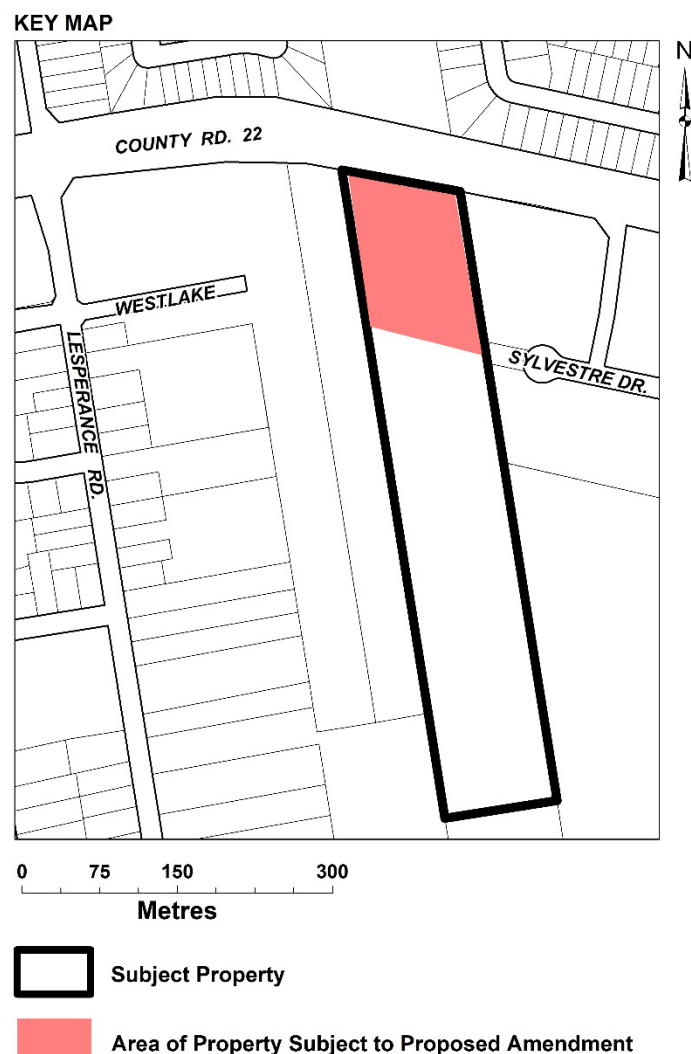 KEY MAP
N
COUNTY RD. 22
WESTLAKE
LESPERANCE RD.
SYLVESTRE DR.
0 75 150 300
Metres
Subject Property
Area of Property Subject to Proposed Amendment